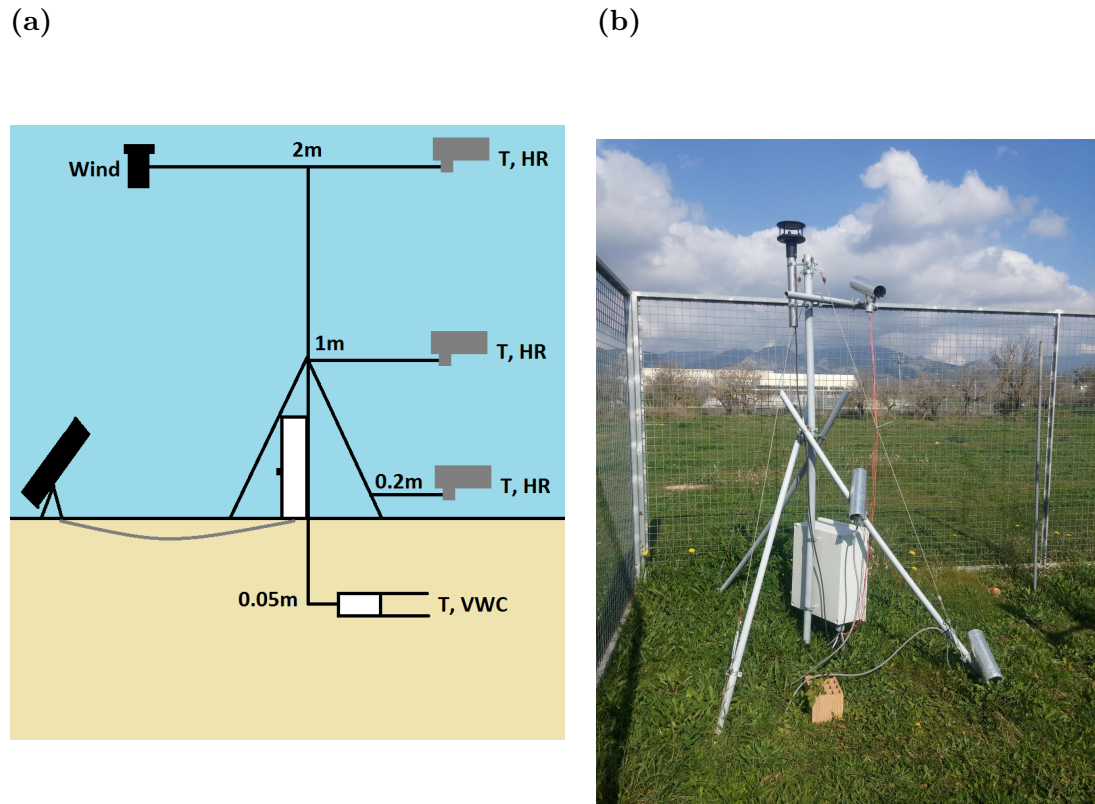 (a)
(b)
2m
Wind
T, HR
1m
T, HR
0.2m
T, HR
0.05m
T, VWC